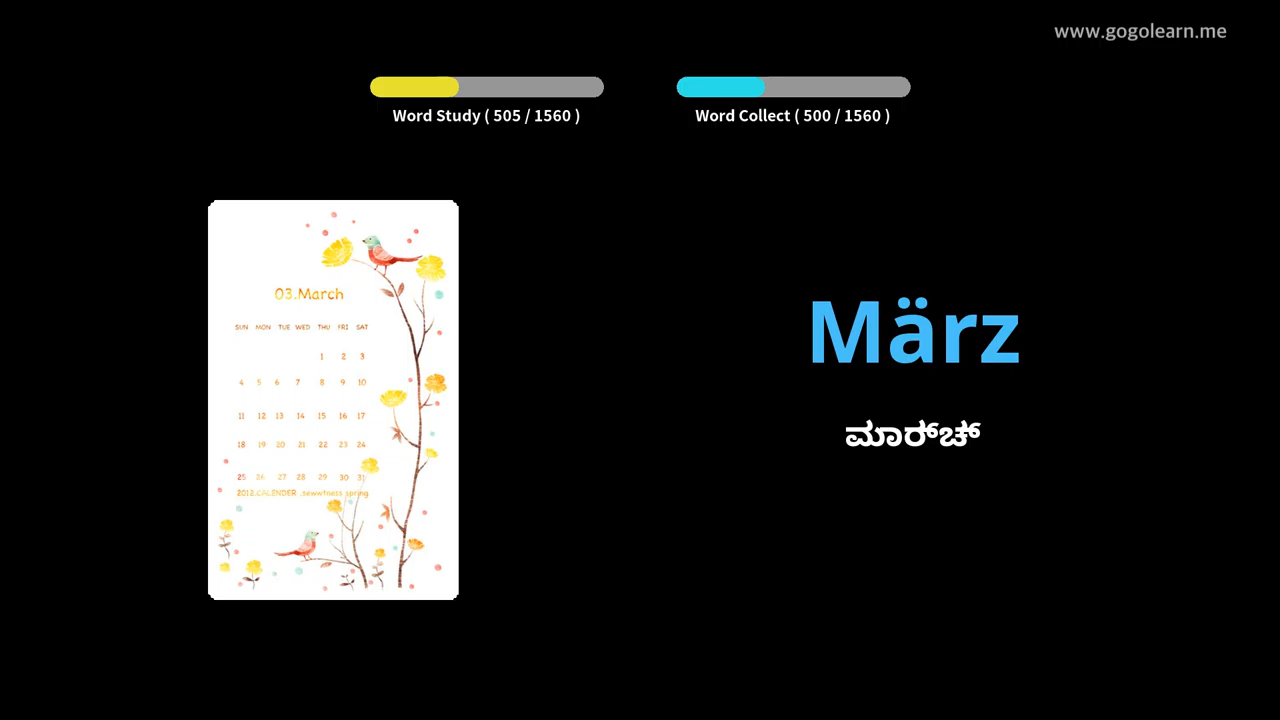 www.gogolearn.me
Word Study ( 505 / 1560 )
Word Collect ( 500 / 1560 )
03.March
SUN MON TUE WED THU FRI SAT
1 2 3
4 5 6 7 8 9 10
11 12 13 14 15 16 17
18 19 20 21 22 23 24
25 26 27 28 29 30 31
2012.CALENDER spring
März
ಮಾರ್ಚ್